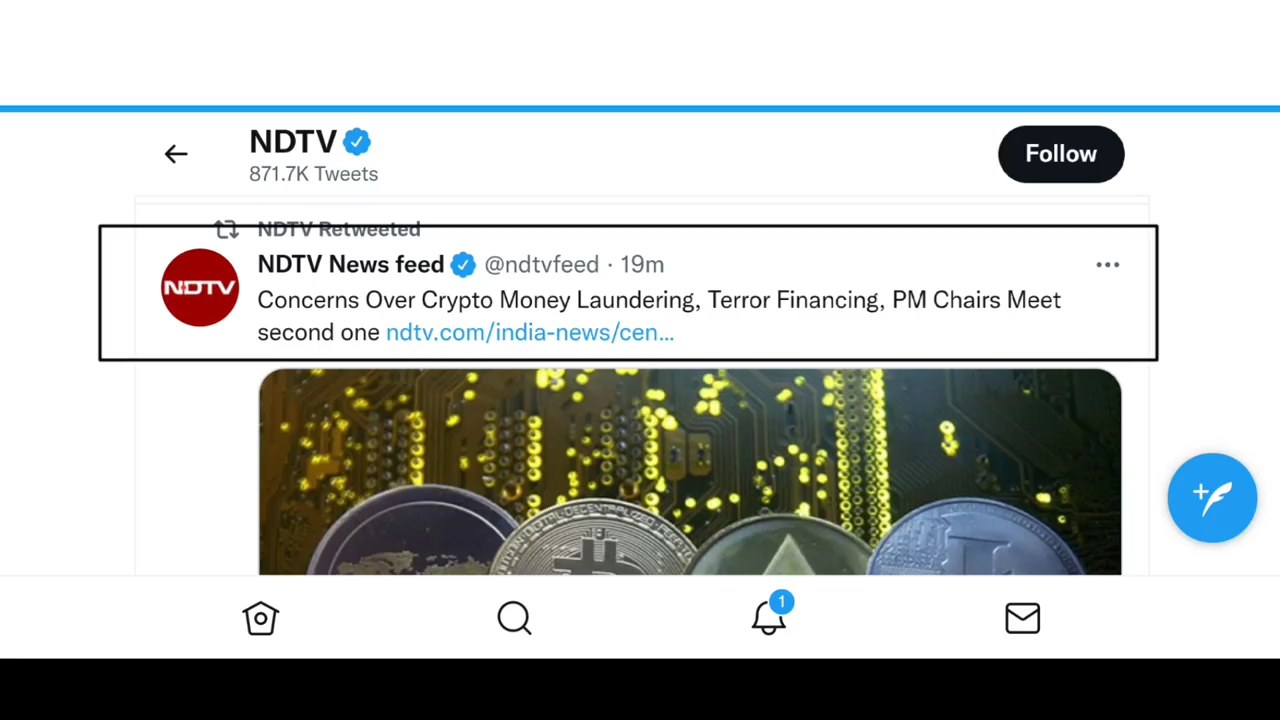 NDTV
871.7K Tweets
Follow
NDTV Retweeted
NDTV News feed @ndtvfeed · 19m
NDTV
Concerns Over Crypto Money Laundering, Terror Financing, PM Chairs Meet
second one ndtv.com/india-news/cen...
1